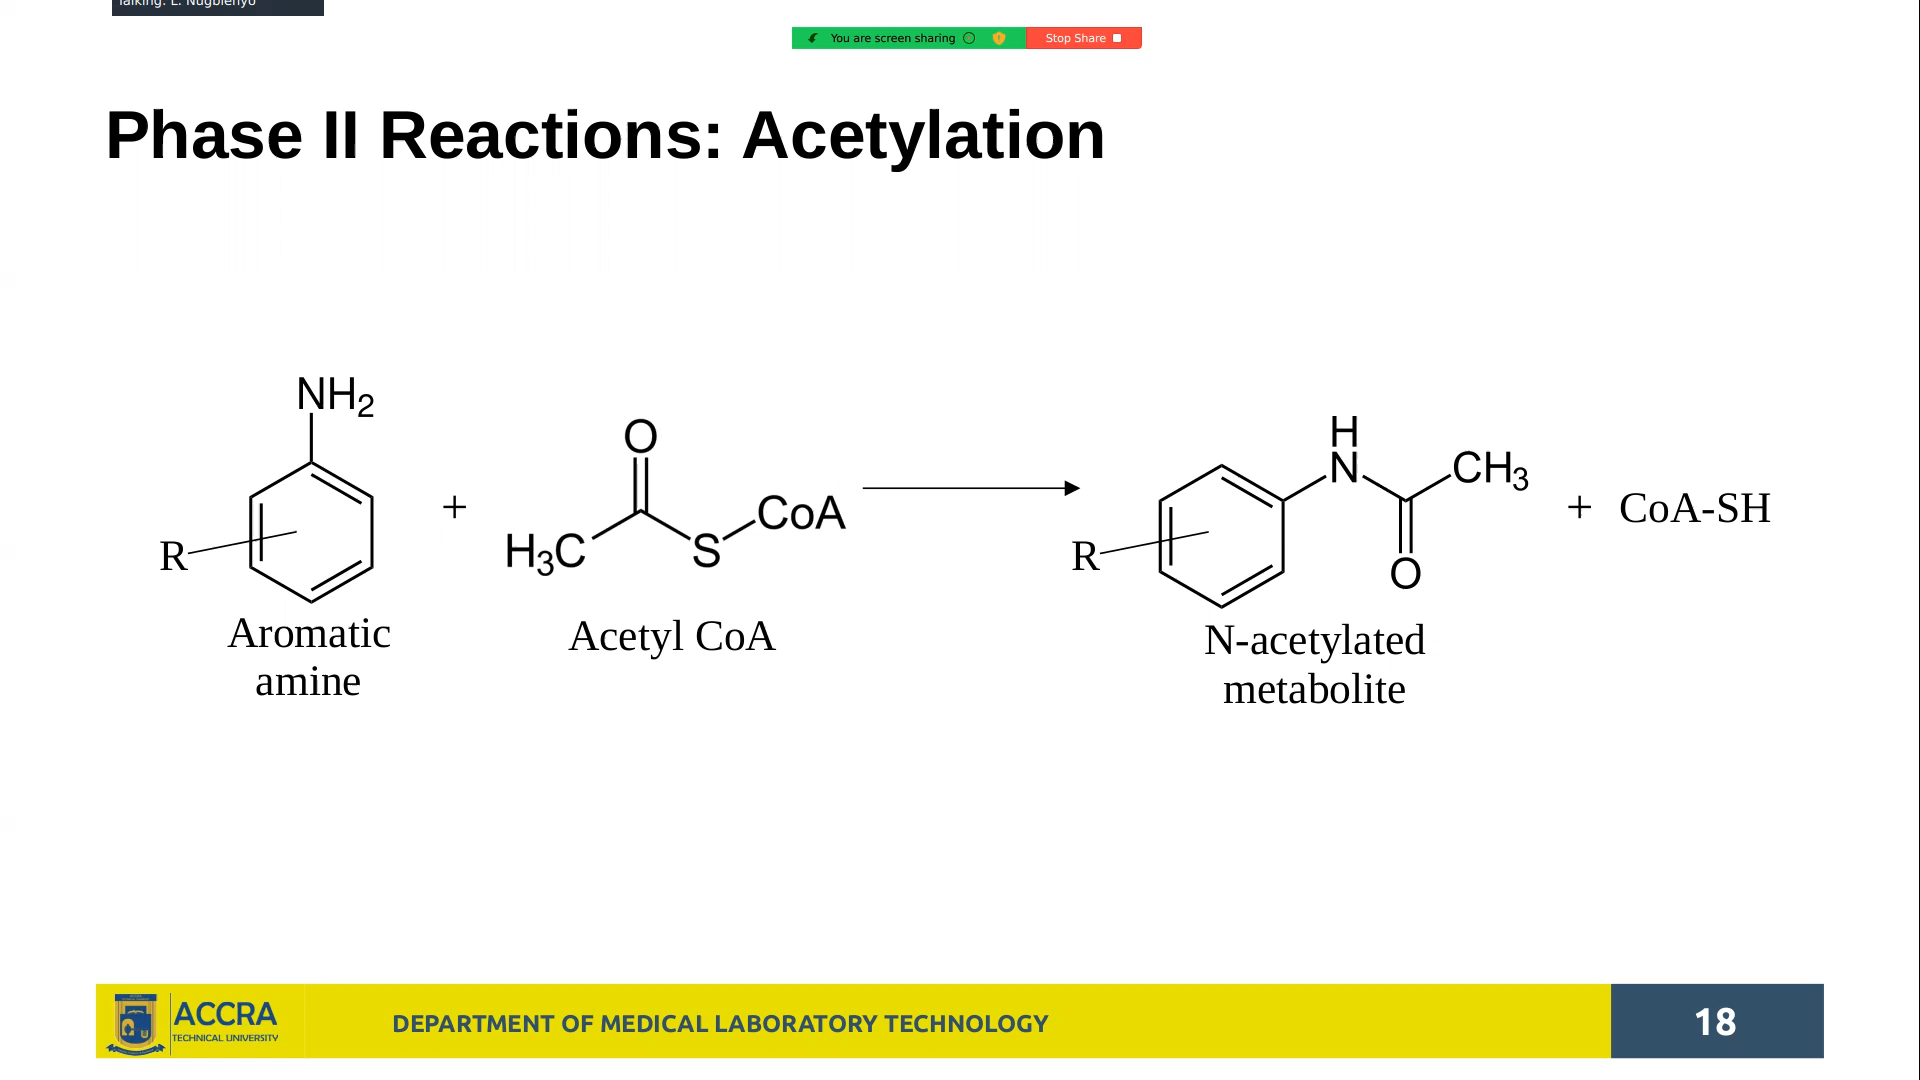 Talking: L. Nugbienyo
You are screen sharing
Stop Share
Phase II Reactions: Acetylation
NH2
R
Aromatic
amine
+
O
H3C
S
CoA
Acetyl CoA
R
H
N
CH3
O
N-acetylated
metabolite
+ CoA-SH
ACCRA
TECHNICAL UNIVERSITY
DEPARTMENT OF MEDICAL LABORATORY TECHNOLOGY
18